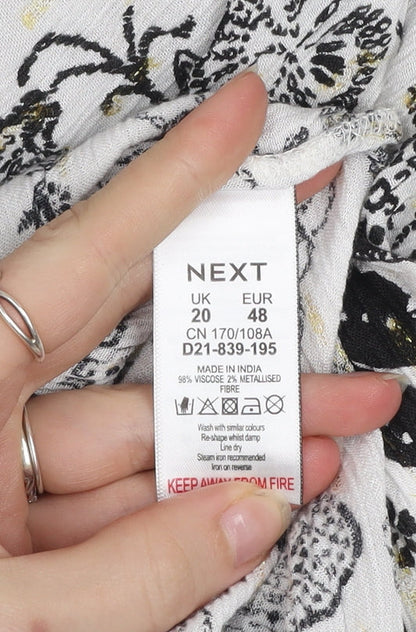 NEXT
UK EUR
20 48
CN 170/108A
D21-839-195
MADE IN INDIA
98% VISCOSE 2% METALLISED
FIBRE
Wash with similar colours
Re-shape whilst damp
Line dry
Steam iron recommended
Iron on reverse
KEEP AWAY FROM FIRE